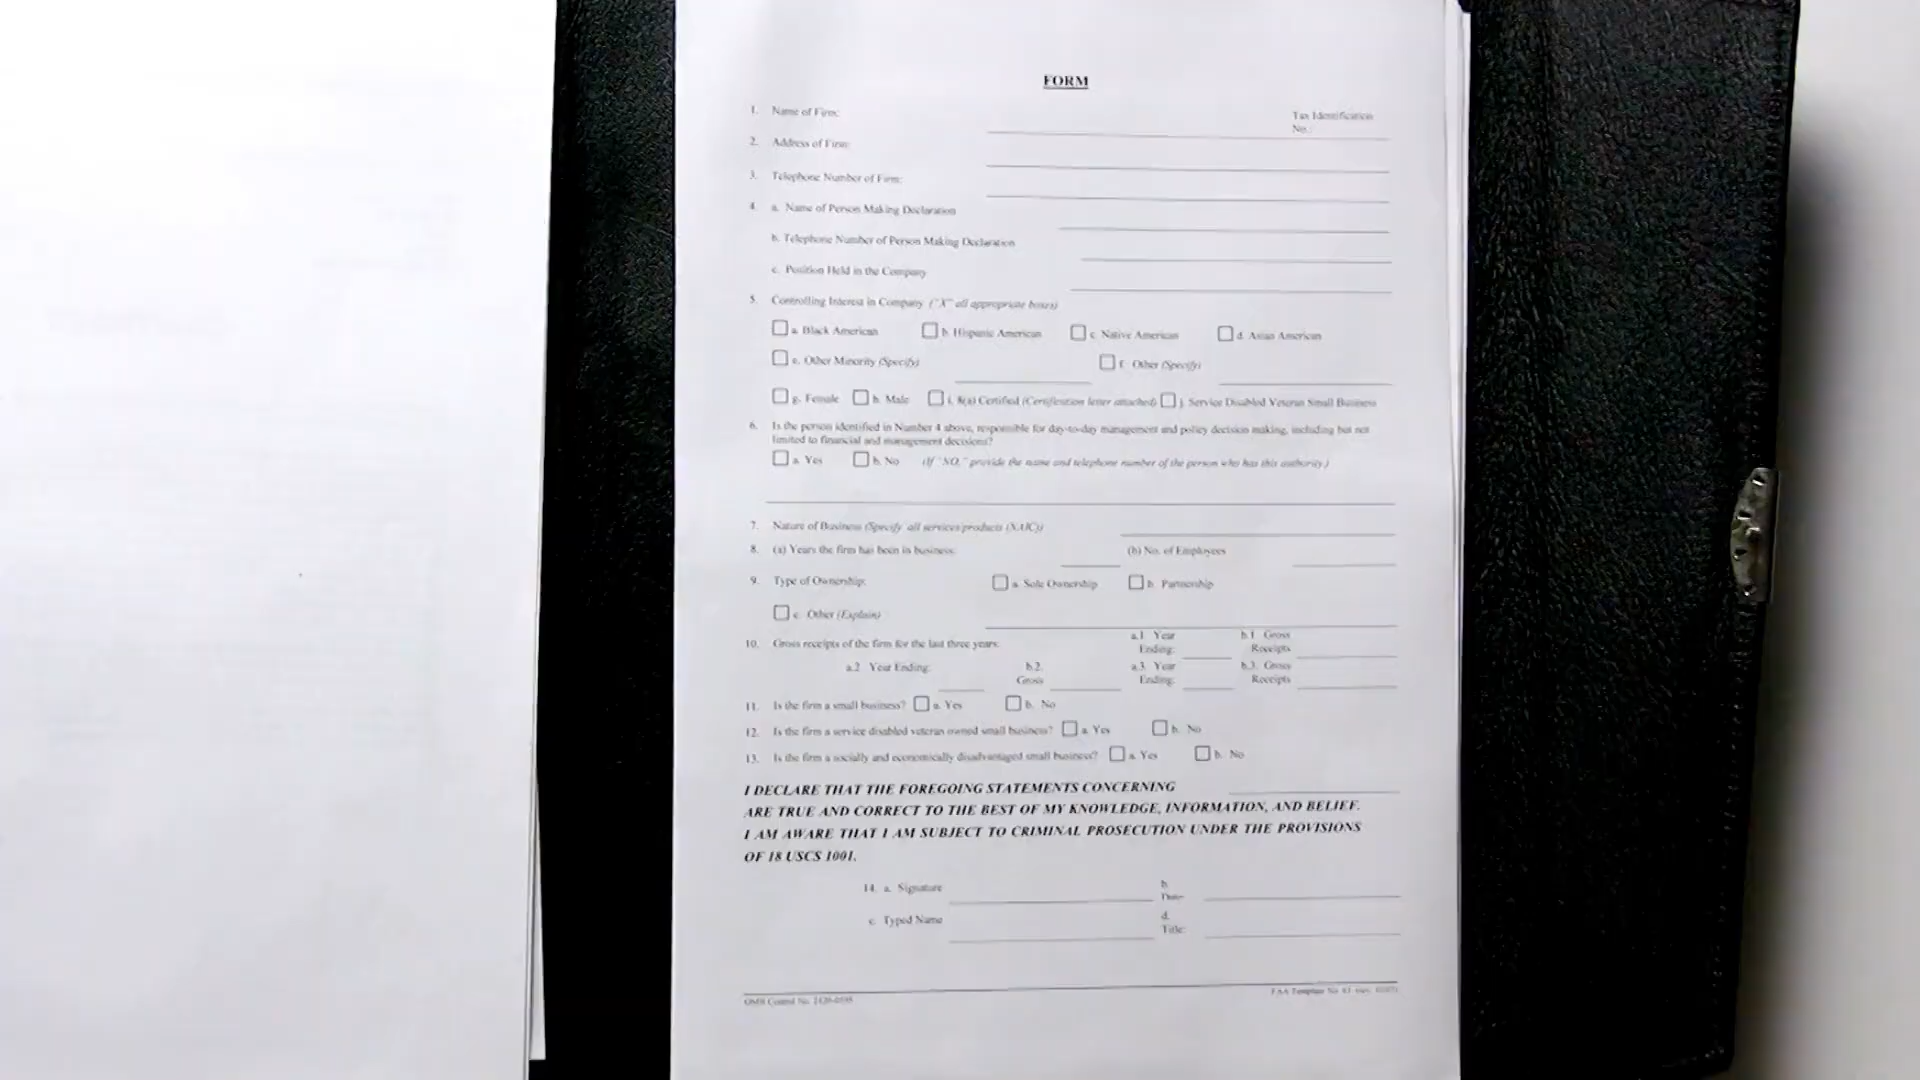 FORM
1. Name of Firm: Tax Identification
No.:
2. Address of Firm:
3. Telephone Number of Firm:
4. a. Name of Person Making Declaration
b. Telephone Number of Person Making Declaration
c. Position Held in the Company
5. Controlling Interest in Company ("X" all appropriate boxes)
a. Black American b. Hispanic American c. Native American d. Asian American
e. Other Minority (Specify) f. Other (Specify)
g. Female h. Male i. 8(a) Certified (Certification letter attached) j. Service Disabled Veteran Small Business
6. Is the person identified in Number 4 above, responsible for day-to-day management and policy decision making, including but not
limited to financial and management decisions?
a. Yes b. No (If "NO," provide the name and telephone number of the person who has this authority.)
7. Nature of Business (Specify all services/products (NAIC))
8. (a) Years the firm has been in business: (b) No. of Employees
9. Type of Ownership: a. Sole Ownership b. Partnership
c. Other (Explain)
10. Gross receipts of the firm for the last three years: a.1 Year
Ending: b.1 Gross
Receipts
a.2 Year Ending: b.2.
Gross a.3. Year
Ending: b.3. Gross
Receipts
11. Is the firm a small business? a. Yes b. No
12. Is the firm a service disabled veteran owned small business? a. Yes b. No
13. Is the firm a socially and economically disadvantaged small business? a. Yes b. No
I DECLARE THAT THE FOREGOING STATEMENTS CONCERNING
ARE TRUE AND CORRECT TO THE BEST OF MY KNOWLEDGE, INFORMATION, AND BELIEF.
I AM AWARE THAT I AM SUBJECT TO CRIMINAL PROSECUTION UNDER THE PROVISIONS
OF 18 USCS 1001.
14. a. Signature b.
Date:
c. Typed Name d.
Title:
OMB Control No. 2120-0595 FAA Template No.